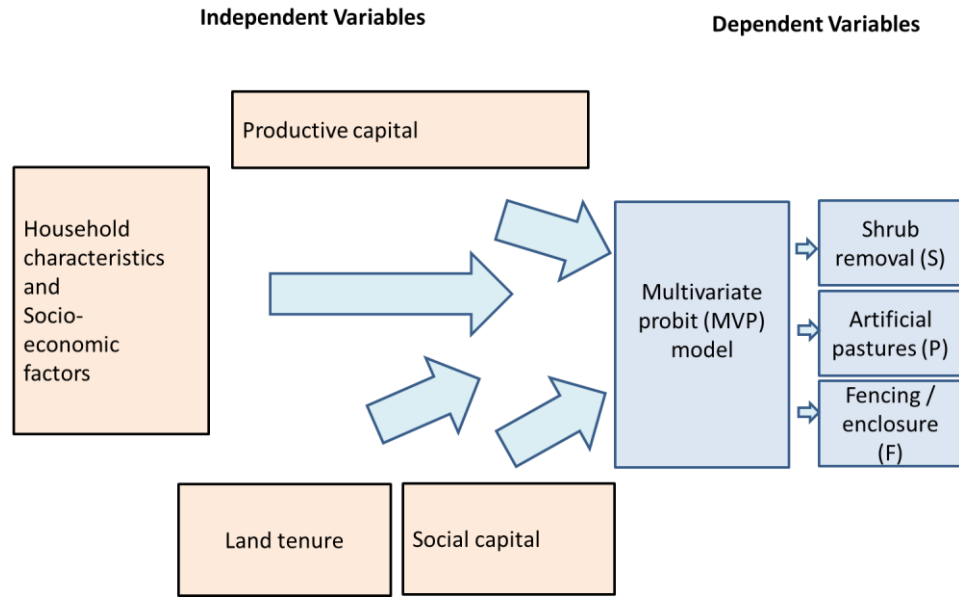 Independent Variables
Dependent Variables
Productive capital
Household
characteristics
and
Socio-
economic
factors
Land tenure
Social capital
Multivariate
probit (MVP)
model
Shrub
removal (S)
Artificial
pastures (P)
Fencing /
enclosure
(F)